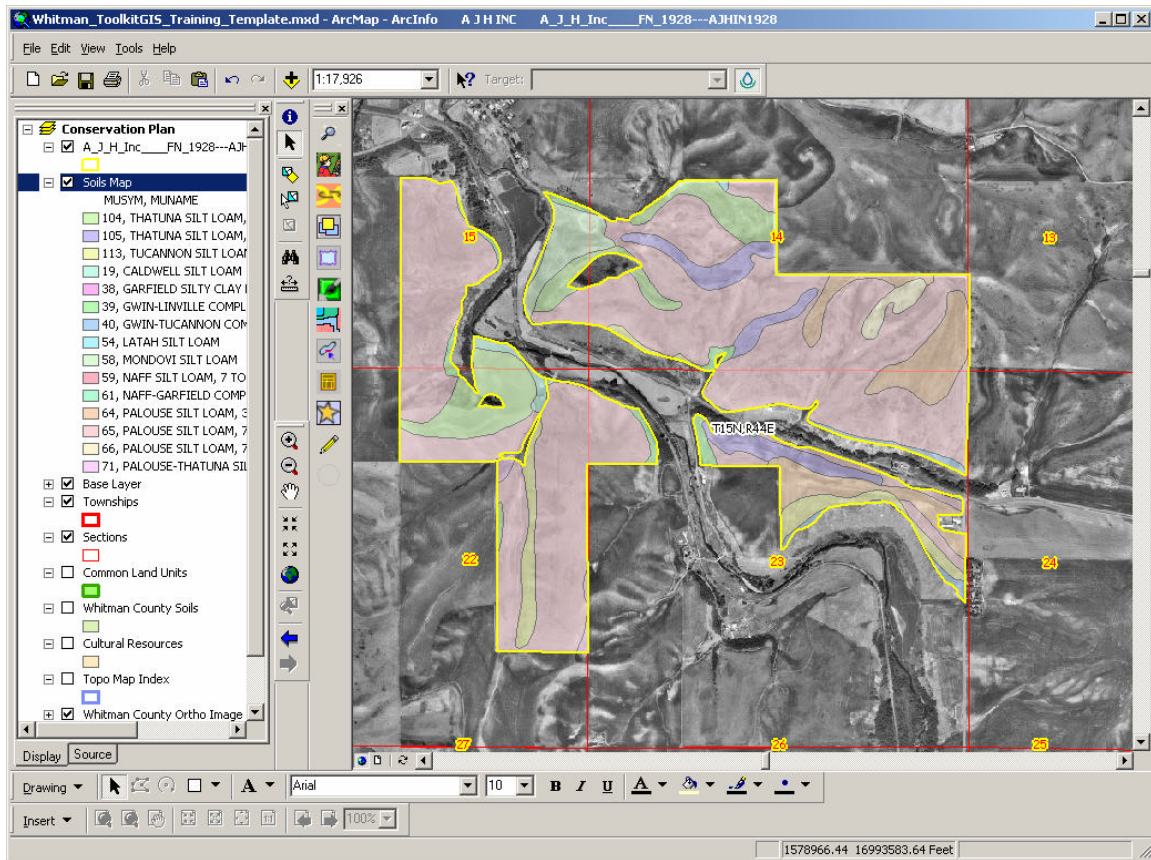 Whitman_ToolkitGIS_Training_Template.mxd - ArcMap - ArcInfo A J H INC A_J_H_Inc____FN_1928---AJHIN1928
File Edit View Tools Help
1:17,926 Target:
Conservation Plan
A_J_H_Inc____FN_1928---AJH
Soils Map
MUSYM, MUNAME
104, THATUNA SILT LOAM,
105, THATUNA SILT LOAM,
113, TUCANNON SILT LOAM
19, CALDWELL SILT LOAM
38, GARFIELD SILTY CLAY
39, GWIN-LINVILLE COMPL
40, GWIN-TUCANNON COM
54, LATAH SILT LOAM
58, MONDOVI SILT LOAM
59, NAFF SILT LOAM, 7 TO
61, NAFF-GARFIELD COMP
64, PALOUSE SILT LOAM, 3
65, PALOUSE SILT LOAM, 7
66, PALOUSE SILT LOAM, 7
71, PALOUSE-THATUNA SIL
Base Layer
Townships
Sections
Common Land Units
Whitman County Soils
Cultural Resources
Topo Map Index
Whitman County Ortho Image
Display Source
15 14 13
T15N,R44E
22 23 24
27 26 25
Drawing A Arial 10 B I U A
Insert 100%
1578966.44 16993583.64 Feet